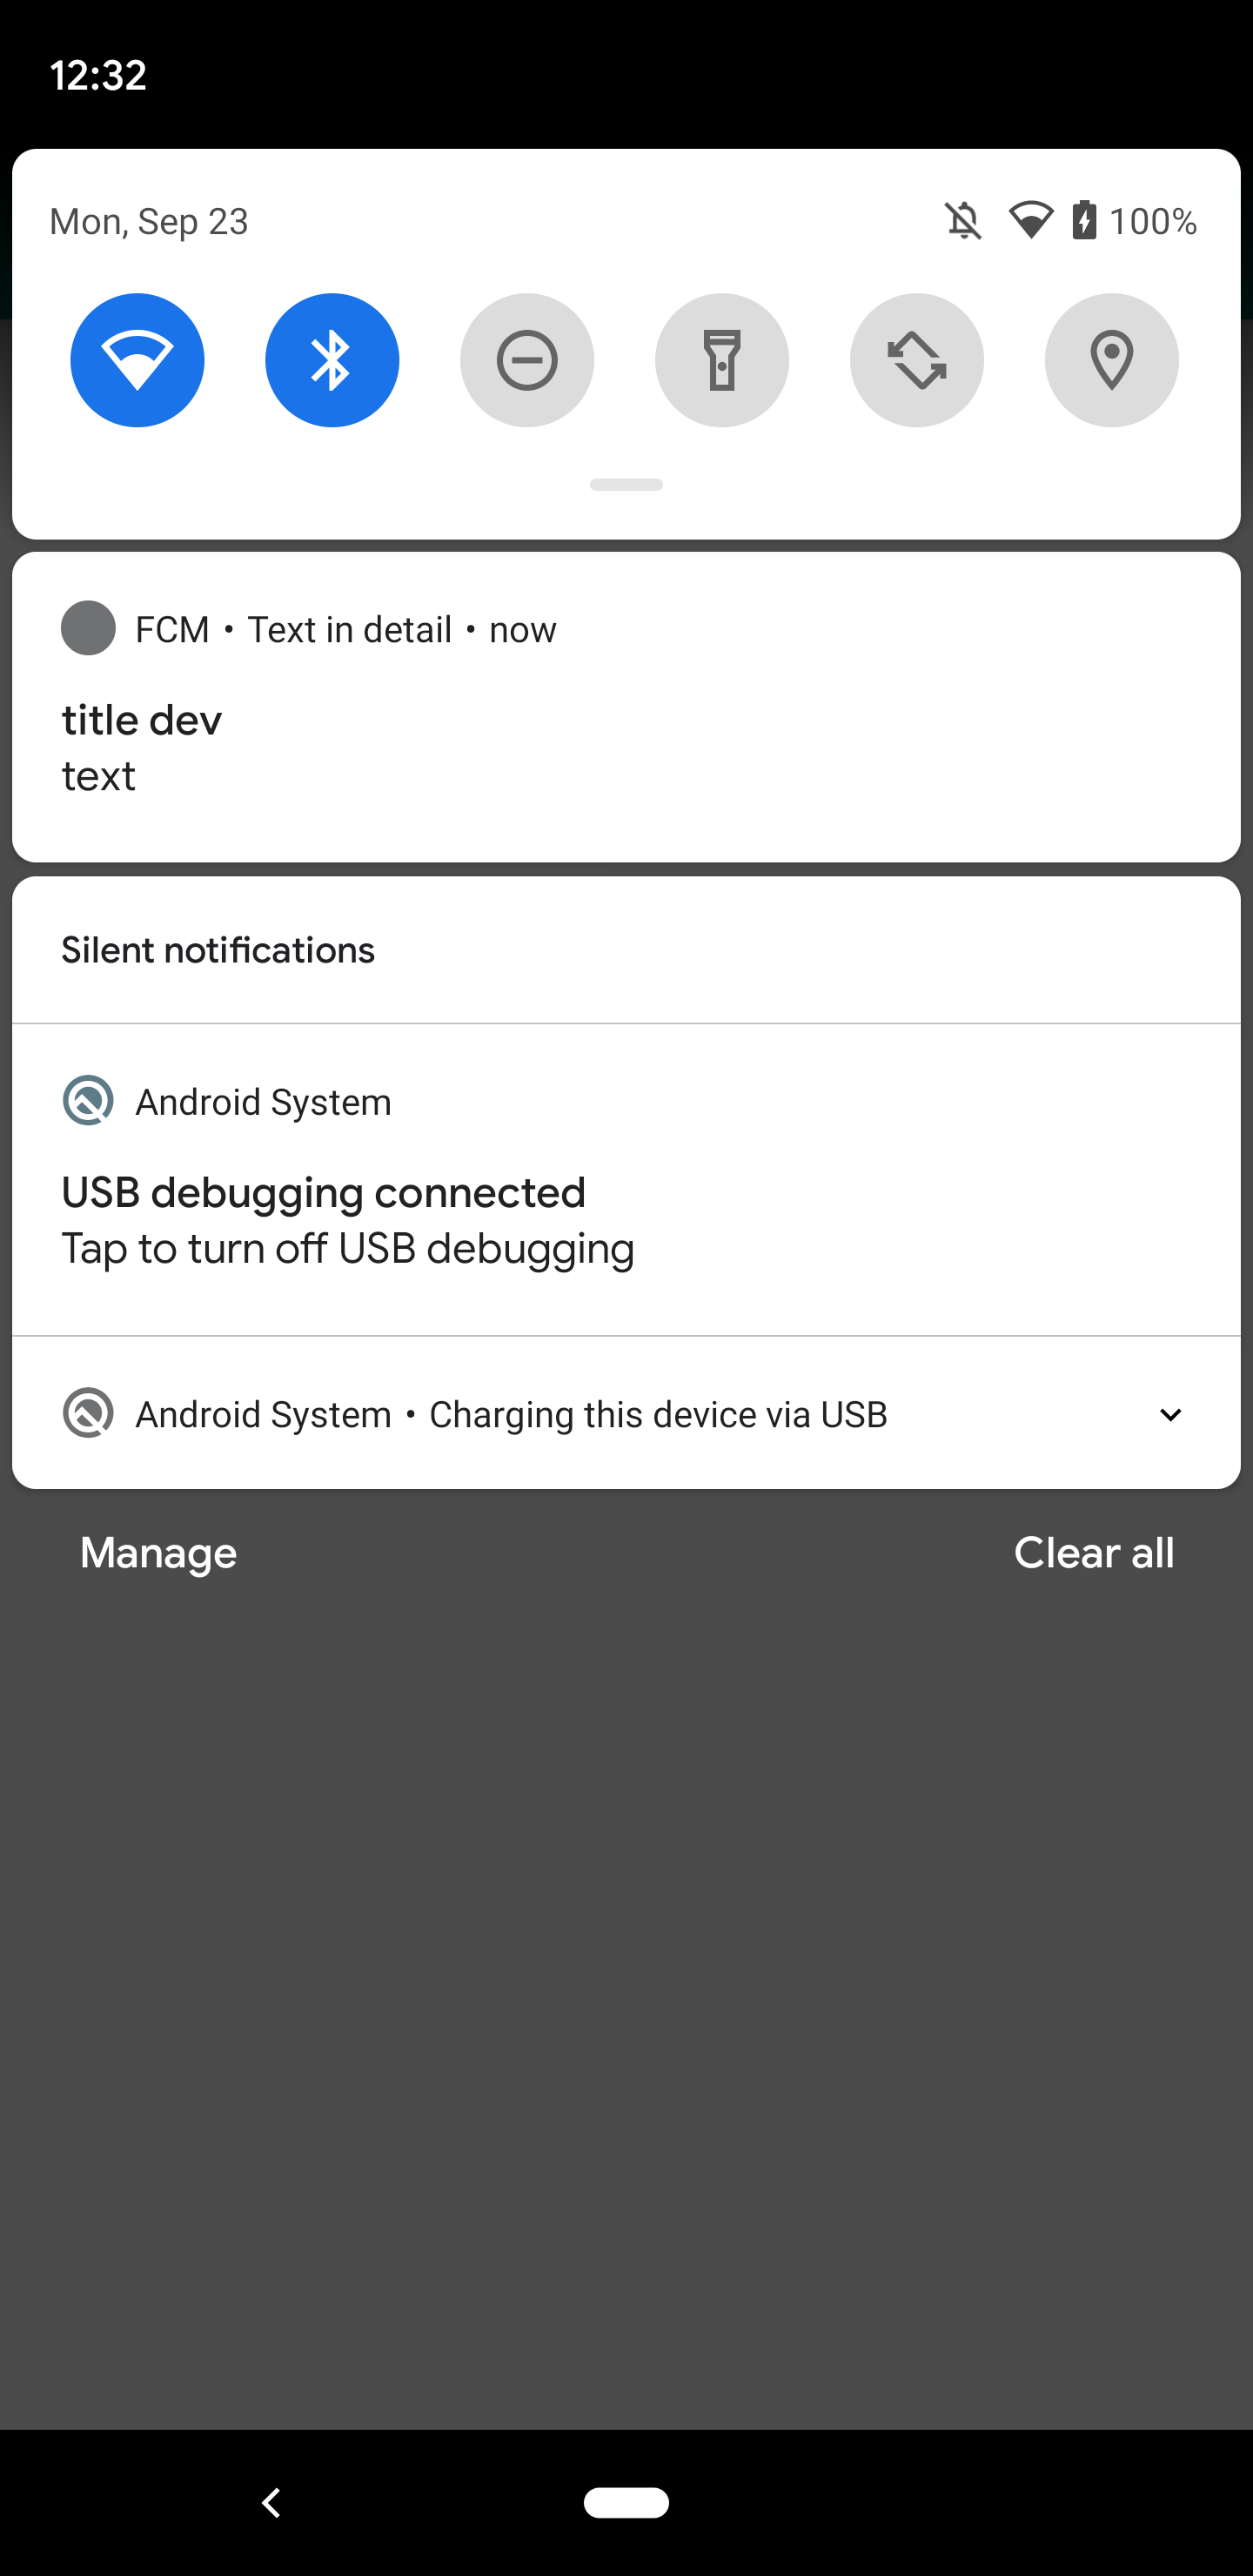 12:32
Mon, Sep 23 100%
FCM • Text in detail • now
title dev
text
Silent notifications
Android System
USB debugging connected
Tap to turn off USB debugging
Android System • Charging this device via USB
Manage Clear all